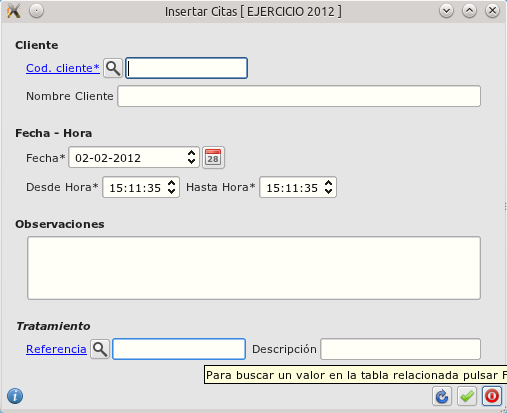 Insertar Citas [ EJERCICIO 2012 ]
Cliente
Cod. cliente*
Nombre Cliente
Fecha - Hora
Fecha* 02-02-2012 28
Desde Hora* 15:11:35 Hasta Hora* 15:11:35
Observaciones
Tratamiento
Referencia Descripción
Para buscar un valor en la tabla relacionada pulsar F